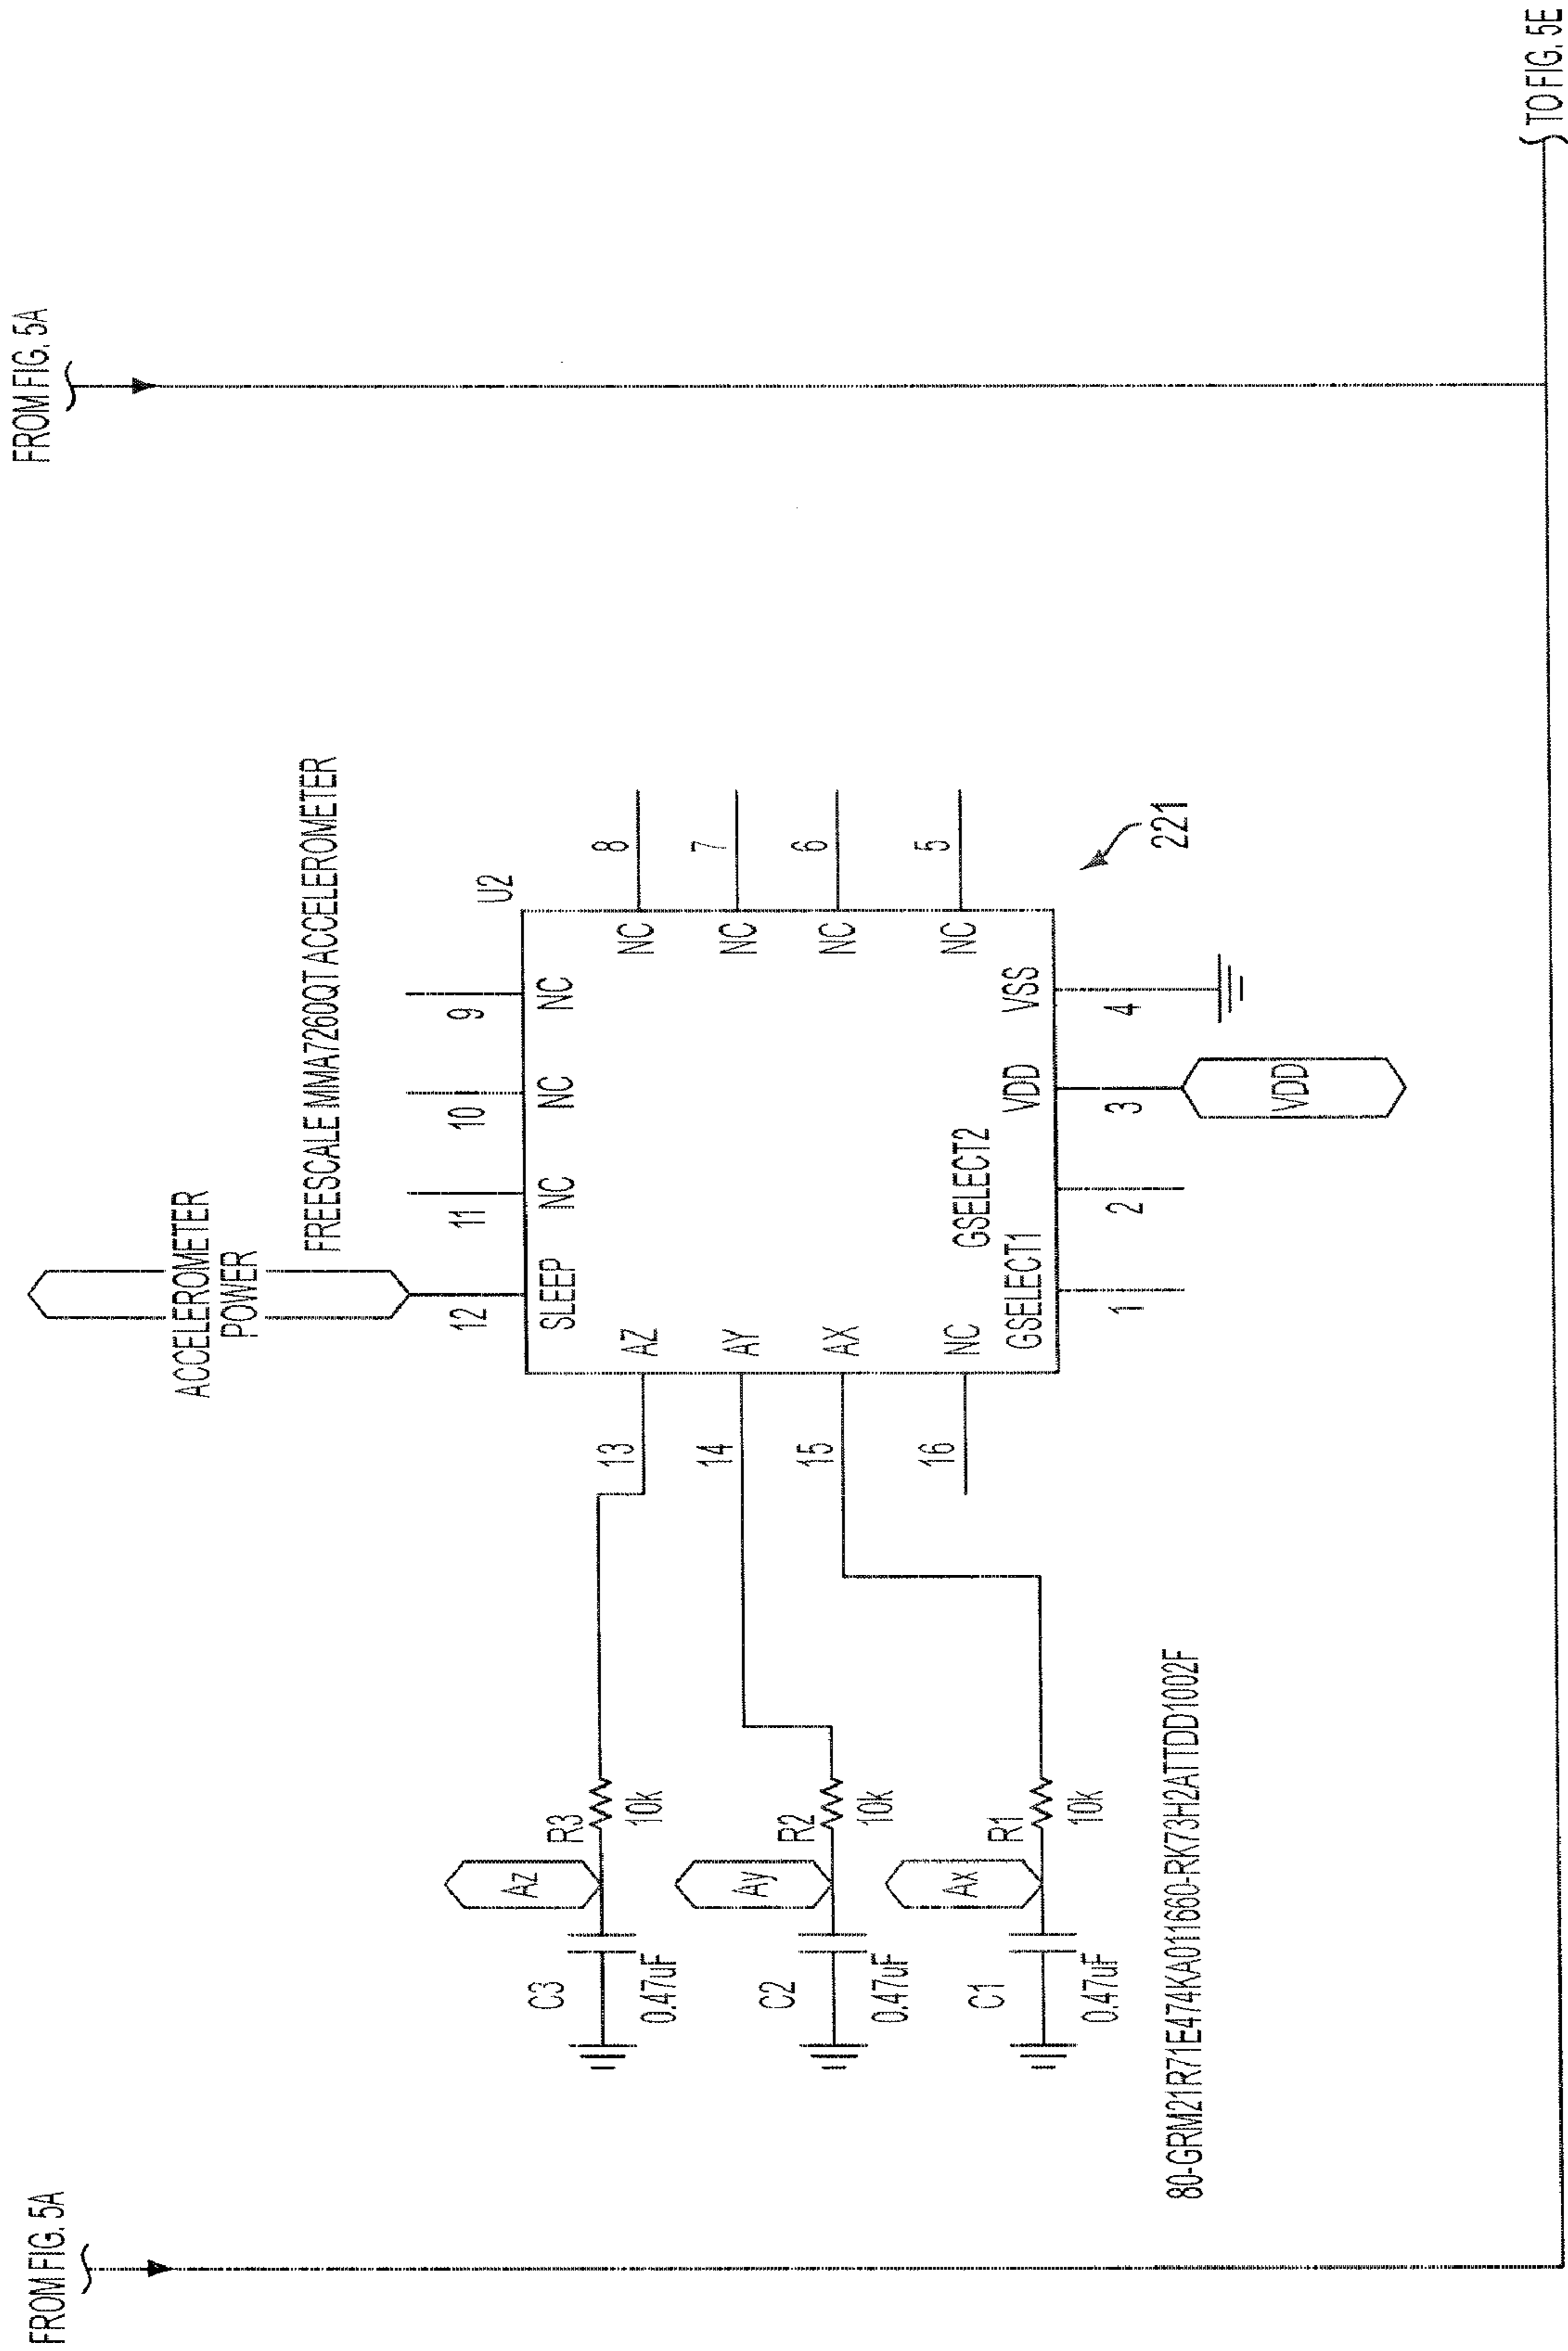 FROM FIG. 5A
FROM FIG. 5A
ACCELEROMETER
POWER
FREESCALE MMA7260QT ACCELEROMETER
U2
12
11
10
9
SLEEP
NC
NC
NC
13
AZ
NC
8
14
AY
NC
7
15
AX
NC
6
16
NC
NC
5
GSELECT1
GSELECT2
VDD
VSS
1
2
3
4
VDD
221
Az
R3
10k
C3
0.47uF
Ay
R2
10k
C2
0.47uF
Ax
R1
10k
C1
0.47uF
80-GRM21R71E474KA011660-RK73H2ATTDD1002F
TO FIG. 5E